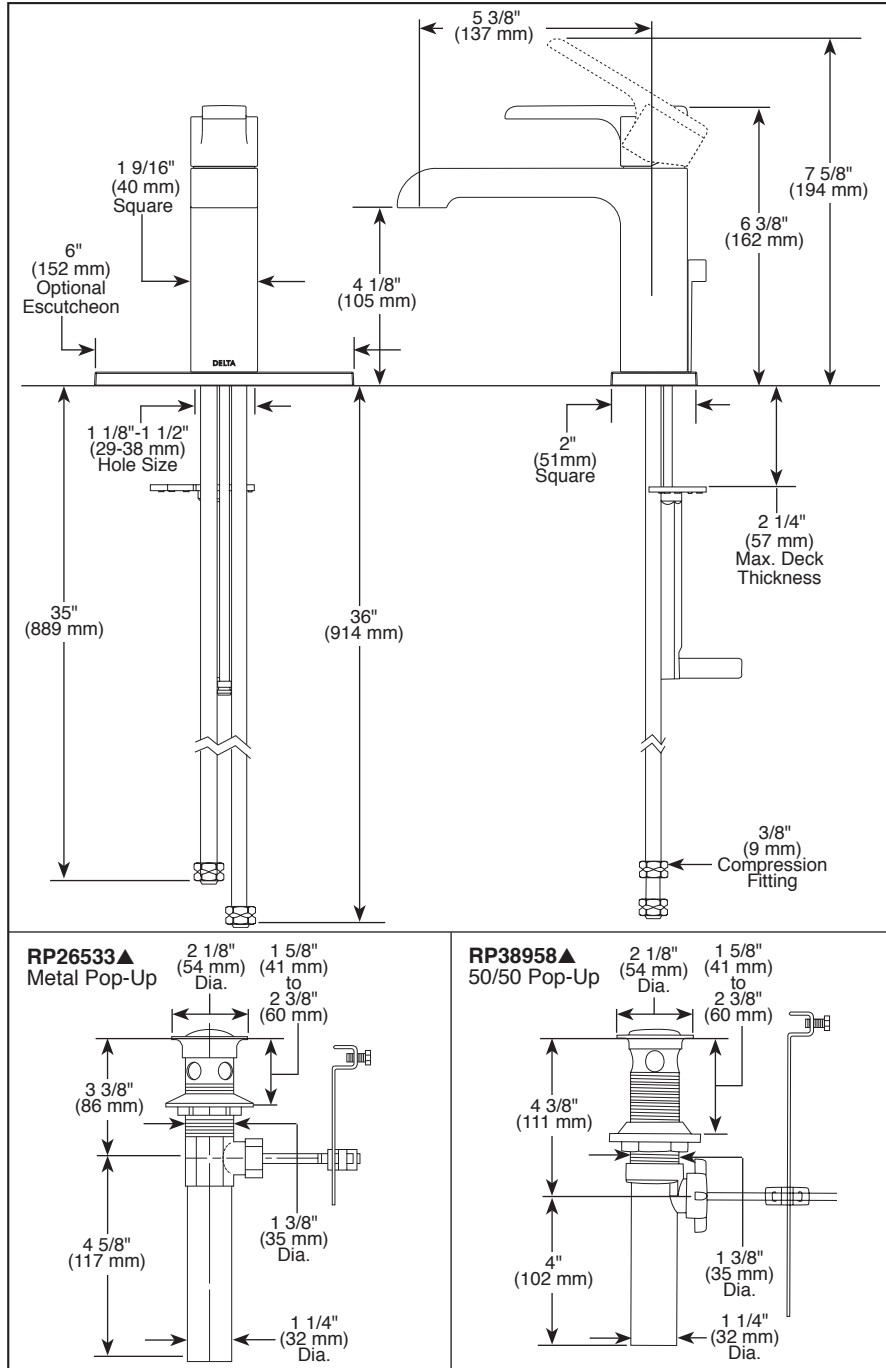 5 3/8"
(137 mm)
1 9/16"
(40 mm)
Square
7 5/8"
(194 mm)
6 3/8"
(162 mm)
6"
(152 mm)
Optional
Escutcheon
4 1/8"
(105 mm)
DELTA
1 1/8"-1 1/2"
(29-38 mm)
Hole Size
2"
(51mm)
Square
2 1/4"
(57 mm)
Max. Deck
Thickness
35"
(889 mm)
36"
(914 mm)
3/8"
(9 mm)
Compression
Fitting
RP26533▲
Metal Pop-Up
2 1/8"
(54 mm)
Dia.
1 5/8"
(41 mm)
to
2 3/8"
(60 mm)
3 3/8"
(86 mm)
4 5/8"
(117 mm)
1 3/8"
(35 mm)
Dia.
1 1/4"
(32 mm)
Dia.
RP38958▲
50/50 Pop-Up
2 1/8"
(54 mm)
Dia.
1 5/8"
(41 mm)
to
2 3/8"
(60 mm)
4 3/8"
(111 mm)
4"
(102 mm)
1 3/8"
(35 mm)
Dia.
1 1/4"
(32 mm)
Dia.